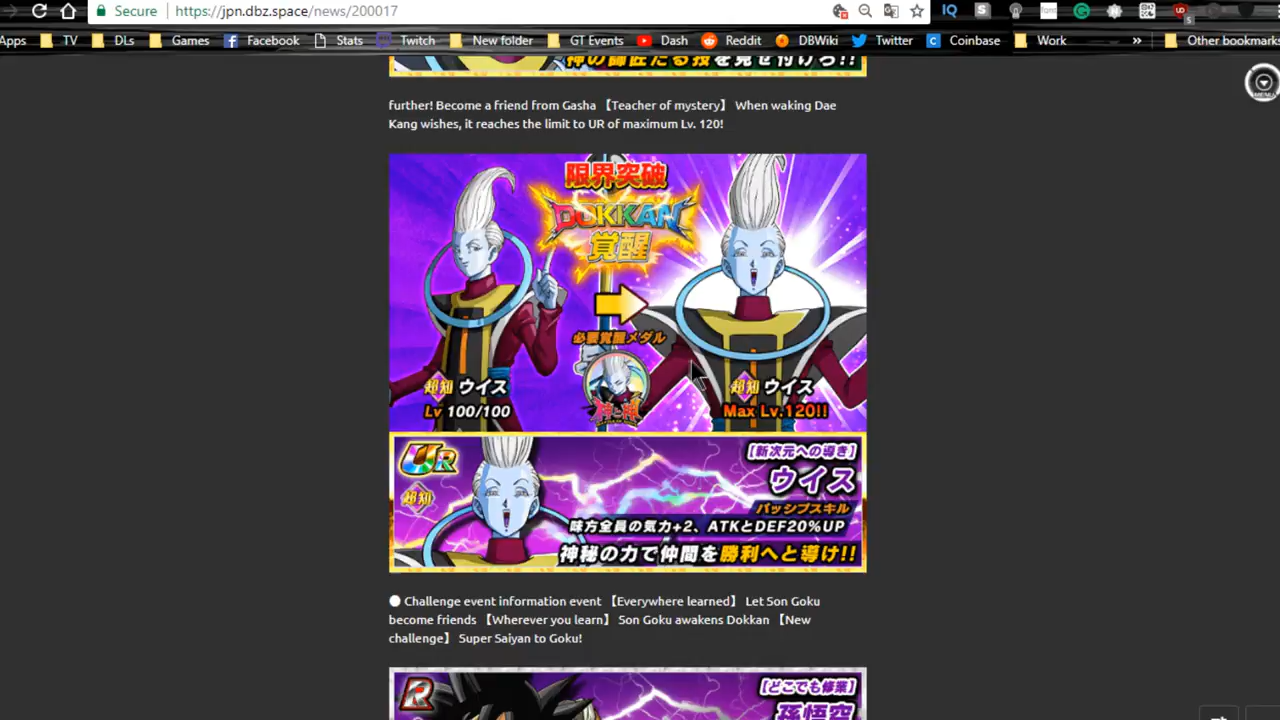 Secure https://jpn.dbz.space/news/200017
Apps TV DLs Games Facebook Stats Twitch New folder GT Events Dash Reddit DBWiki Twitter Coinbase Work » Other bookmarks
神の師匠たる技を見せ付けろ!!
MENU
further! Become a friend from Gasha 【Teacher of mystery】 When waking Dae
Kang wishes, it reaches the limit to UR of maximum Lv. 120!
限界突破
DOKKAN
覚醒
必要覚醒メダル
超知 ウイス
Lv 100/100
神と神
超知 ウイス
Max Lv.120!!
UR
超知
[新次元への導き]
ウイス
パッシブスキル
味方全員の気力+2、ATKとDEF20%UP
神秘の力で仲間を勝利へと導け!!
● Challenge event information event 【Everywhere learned】 Let Son Goku
become friends 【Wherever you learn】 Son Goku awakens Dokkan 【New
challenge】 Super Saiyan to Goku!
R
[どこでも修業]
孫悟空